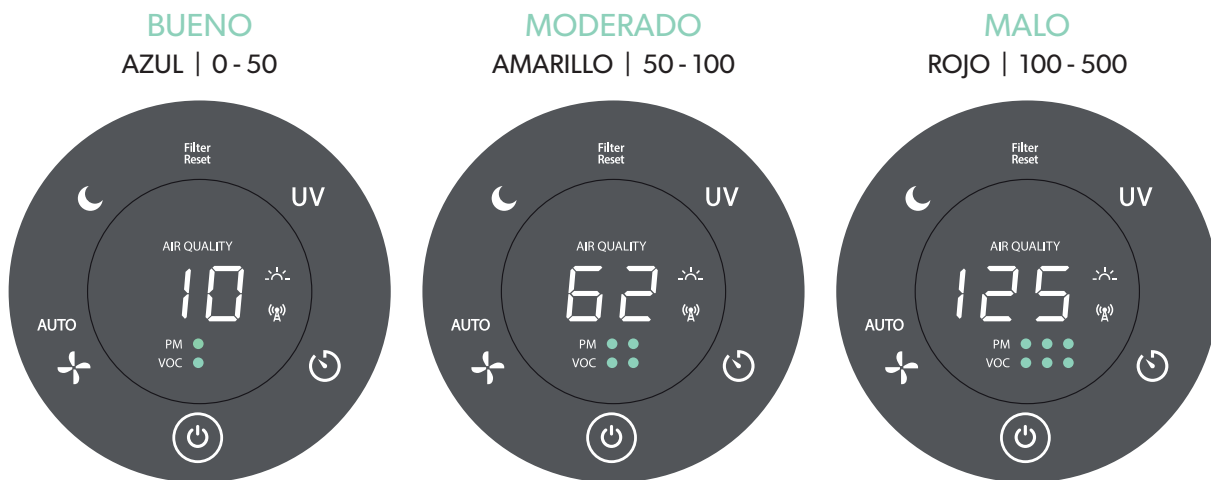 BUENO
AZUL | 0 - 50
Filter
Reset
UV
AIR QUALITY
10
AUTO
PM
VOC
MODERADO
AMARILLO | 50 - 100
Filter
Reset
UV
AIR QUALITY
62
AUTO
PM
VOC
MALO
ROJO | 100 - 500
Filter
Reset
UV
AIR QUALITY
125
AUTO
PM
VOC